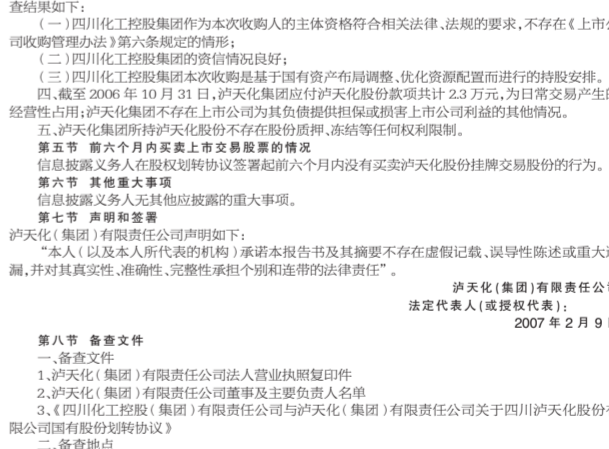 查结果如下：
（一）四川化工控股集团作为本次收购人的主体资格符合相关法律、法规的要求，不存在《上市
司收购管理办法》第六条规定的情形；
（二）四川化工控股集团的资信情况良好；
（三）四川化工控股集团本次收购是基于国有资产布局调整、优化资源配置而进行的持股安排。
四、截至2006年10月31日，泸天化集团应付泸天化股份款项共计2.3万元，为日常交易产生
经营性占用；泸天化集团不存在上市公司为其负债提供担保或损害上市公司利益的其他情况。
五、泸天化集团所持泸天化股份不存在股份质押、冻结等任何权利限制。
第五节 前六个月内买卖上市交易股票的情况
信息披露义务人在股权划转协议签署起前六个月内没有买卖泸天化股份挂牌交易股份的行为。
第六节 其他重大事项
信息披露义务人无其他应披露的重大事项。
第七节 声明和签署
泸天化（集团）有限责任公司声明如下：
“本人（以及本人所代表的机构）承诺本报告书及其摘要不存在虚假记载、误导性陈述或重大
漏，并对其真实性、准确性、完整性承担个别和连带的法律责任”。
泸天化(集团)有限责任公
法定代表人(或授权代表)：
2007年2月9
第八节 备查文件
一、备查文件
1、泸天化（集团）有限责任公司法人营业执照复印件
2、泸天化（集团）有限责任公司董事及主要负责人名单
3、《四川化工控股（集团）有限责任公司与泸天化（集团）有限责任公司关于四川泸天化股份
限公司国有股份划转协议》
二、备查地点